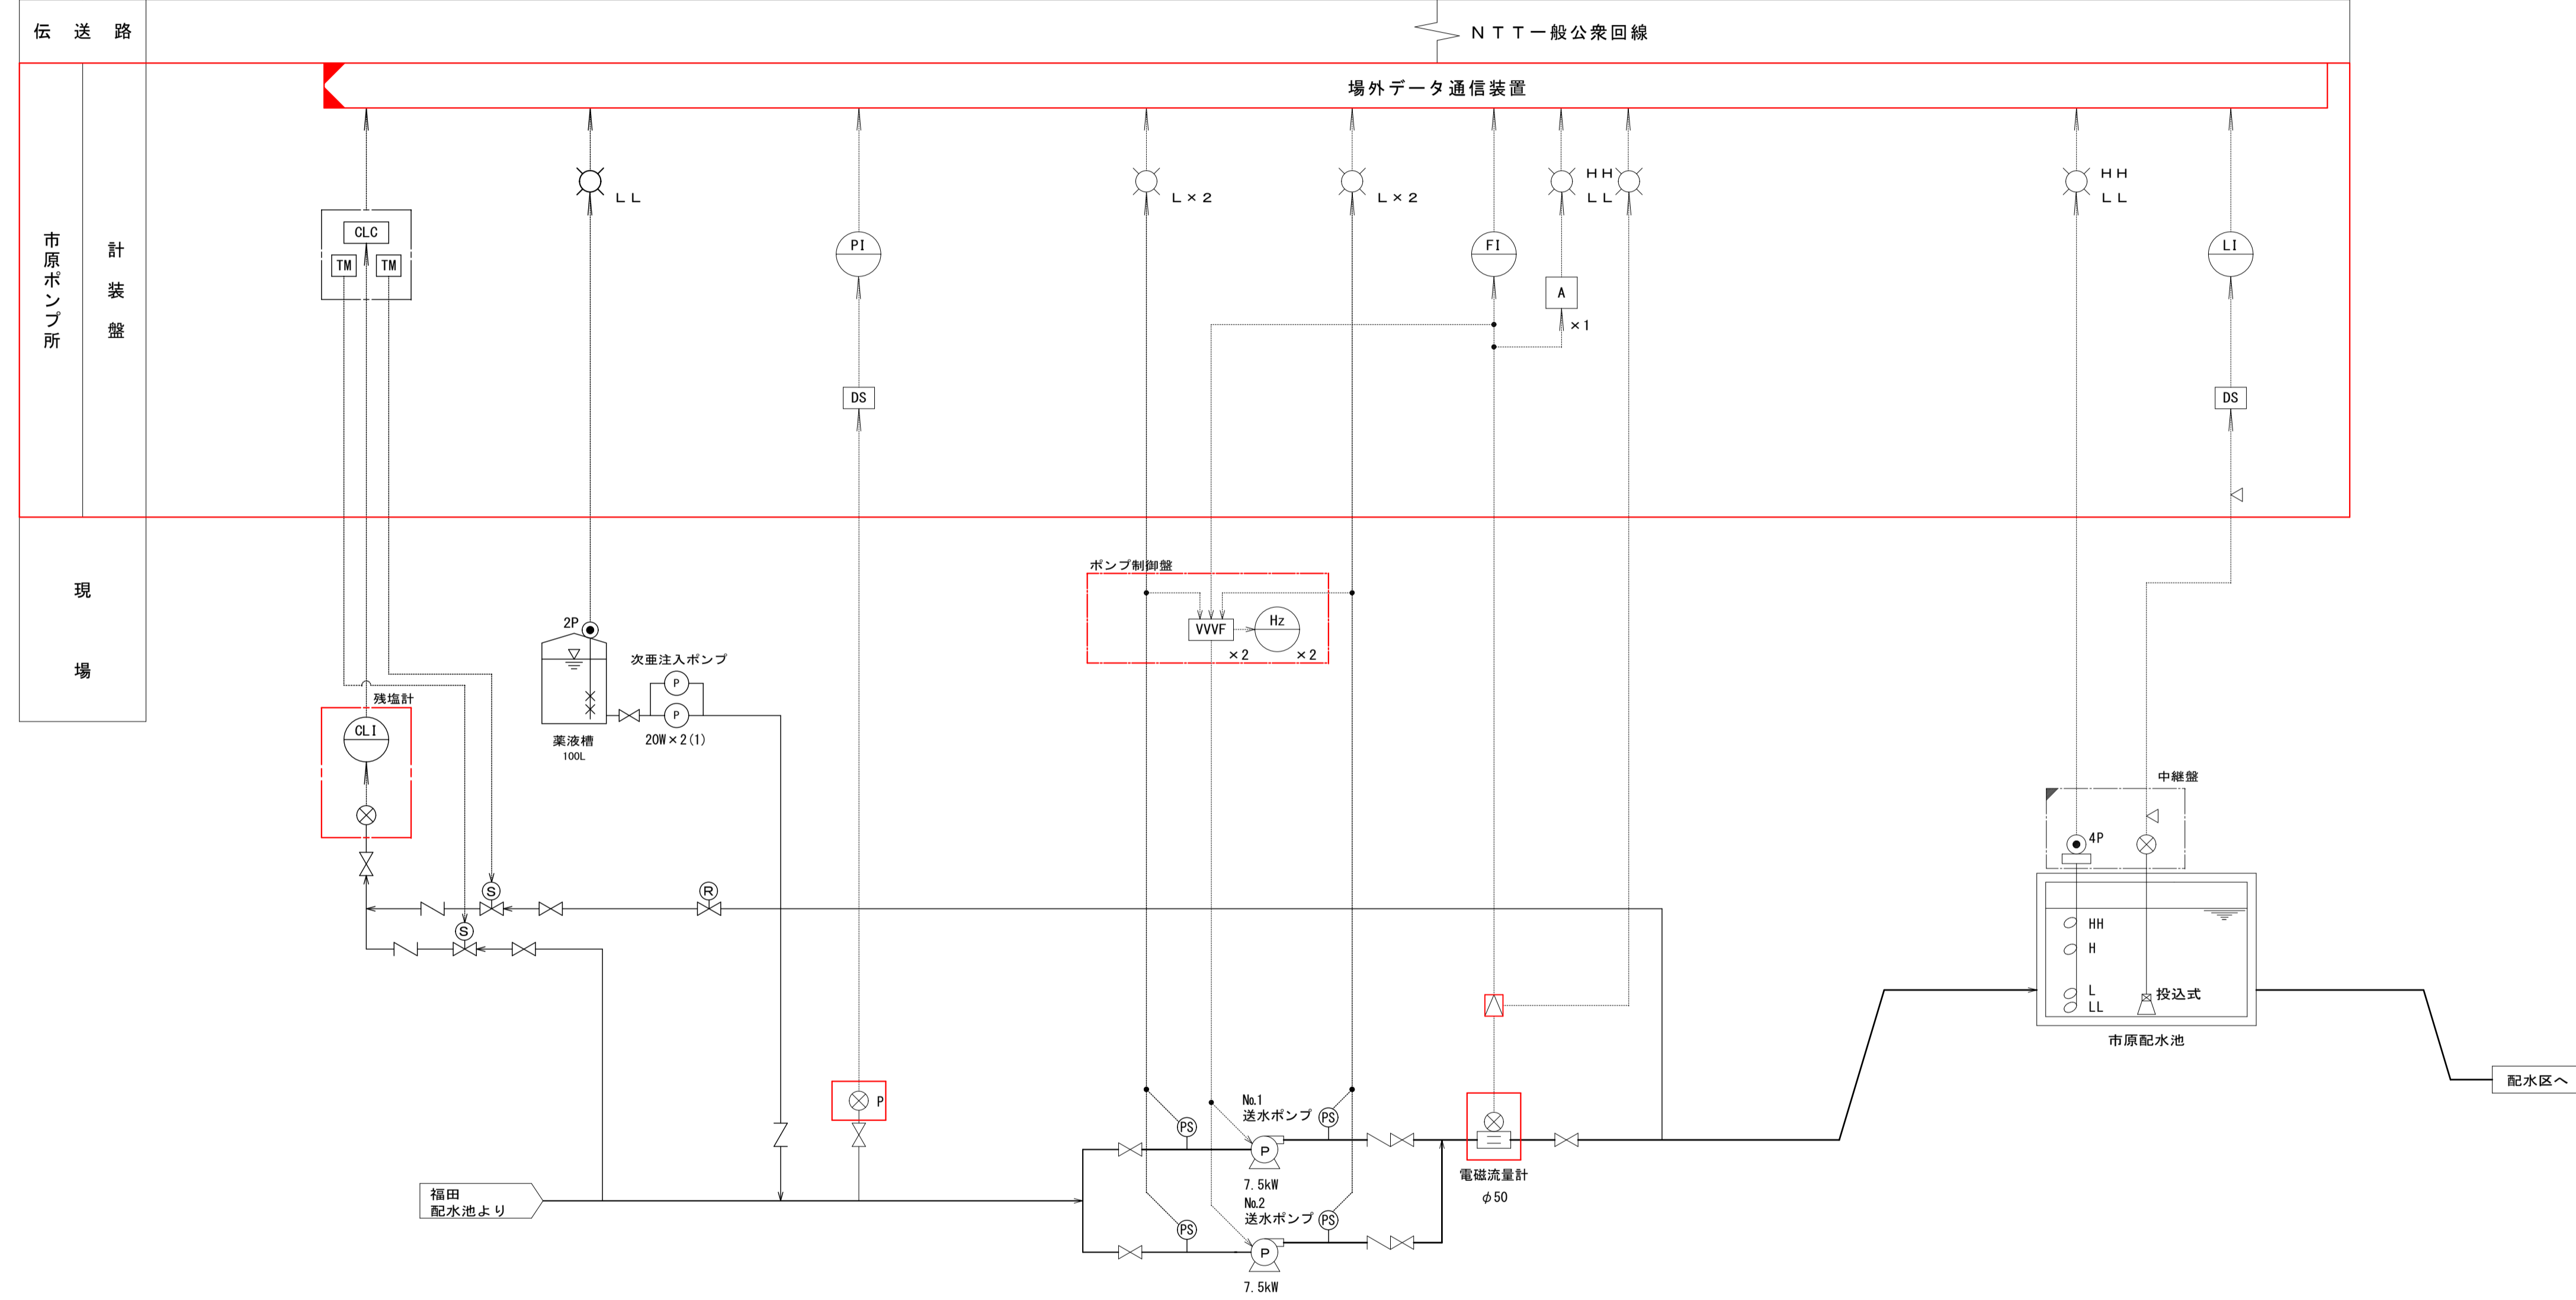 伝送路
NTT一般公衆回線
場外データ通信装置
市原ポンプ所
計装盤
LL
L×2
L×2
HH
LL
HH
LL
CLC
TM
TM
PI
FI
A
×1
LI
DS
DS
現場
ポンプ制御盤
VVVF
×2
Hz
×2
2P
次亜注入ポンプ
P
P
20W×2(1)
薬液槽
100L
残塩計
CLI
S
R
S
中継盤
4P
HH
H
L
LL
投込式
市原配水池
配水区へ
P
No.1
送水ポンプ
PS
PS
P
7.5kW
電磁流量計
φ50
福田
配水池より
No.2
送水ポンプ
PS
PS
P
7.5kW